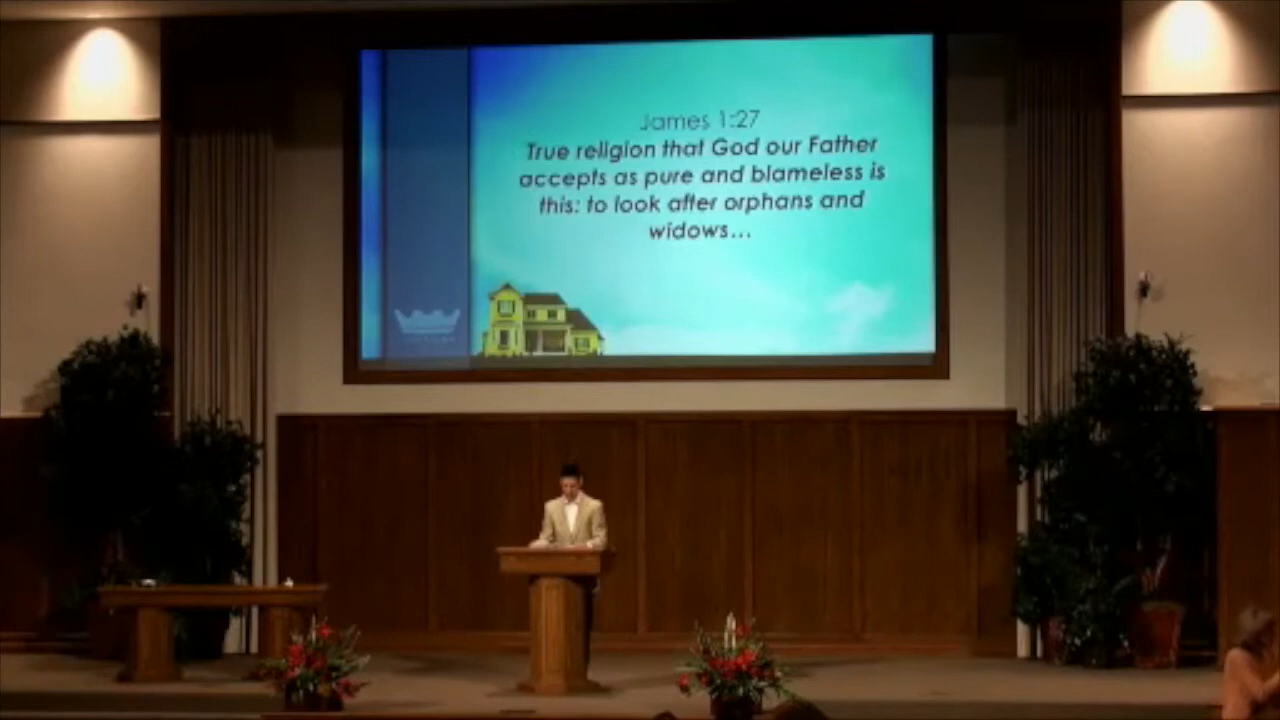 James 1:27
True religion that God our Father
accepts as pure and blameless is
this: to look after orphans and
widows...